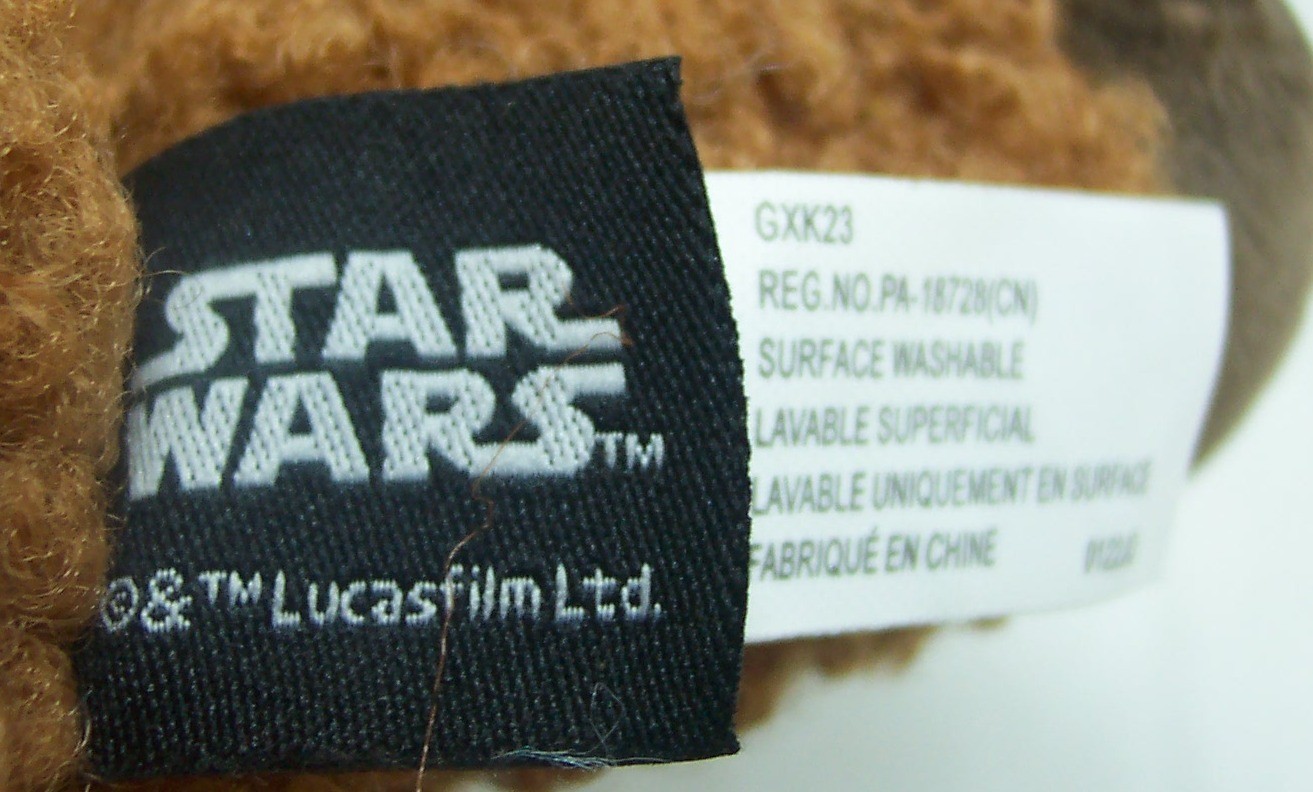 STAR
WARS™
©&™ Lucasfilm Ltd.
GXK23
REG.NO.PA-18728(CN)
SURFACE WASHABLE
LAVABLE SUPERFICIAL
LAVABLE UNIQUEMENT EN SURFACE
FABRIQUÉ EN CHINE